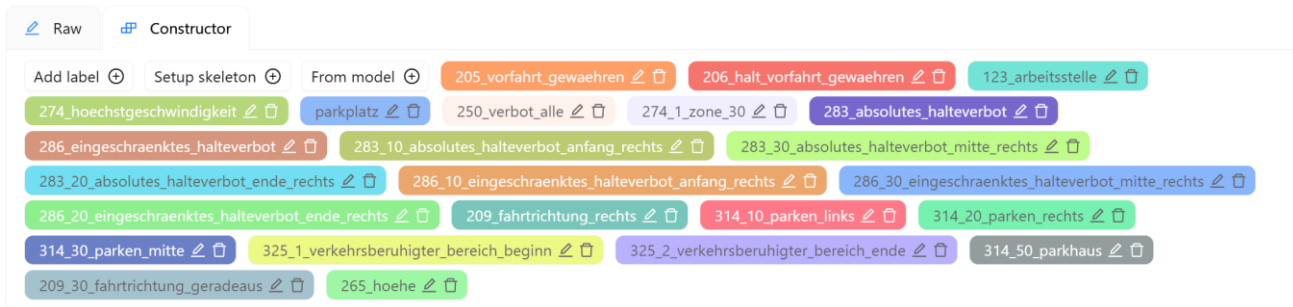 Raw Constructor
Add label Setup skeleton From model 205_vorfahrt_gewaehren 206_halt_vorfahrt_gewaehren 123_arbeitsstelle
274_hoechstgeschwindigkeit parkplatz 250_verbot_alle 274_1_zone_30 283_absolutes_halteverbot
286_eingeschraenktes_halteverbot 283_10_absolutes_halteverbot_anfang_rechts 283_30_absolutes_halteverbot_mitte_rechts
283_20_absolutes_halteverbot_ende_rechts 286_10_eingeschraenktes_halteverbot_anfang_rechts 286_30_eingeschraenktes_halteverbot_mitte_rechts
286_20_eingeschraenktes_halteverbot_ende_rechts 209_fahrtrichtung_rechts 314_10_parken_links 314_20_parken_rechts
314_30_parken_mitte 325_1_verkehrsberuhigter_bereich_beginn 325_2_verkehrsberuhigter_bereich_ende 314_50_parkhaus
209_30_fahrtrichtung_geradeaus 265_hoehe